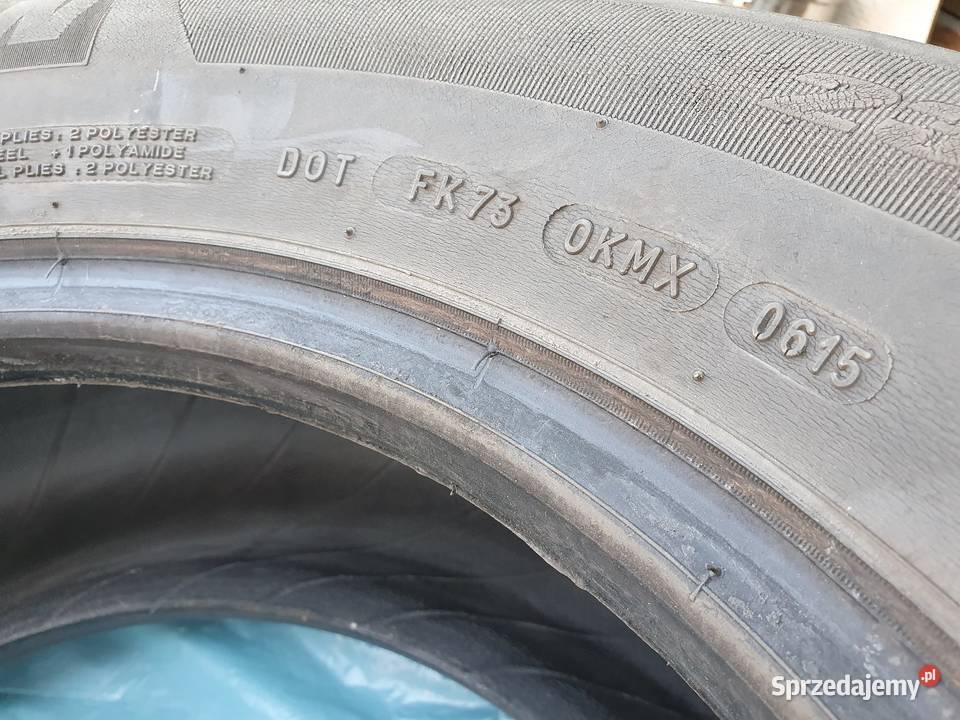 PLIES : 2 POLYESTER
EEL + 1 POLYAMIDE
L PLIES : 2 POLYESTER
DOT FK73 0KMX 0615
Sprzedajemy.pl